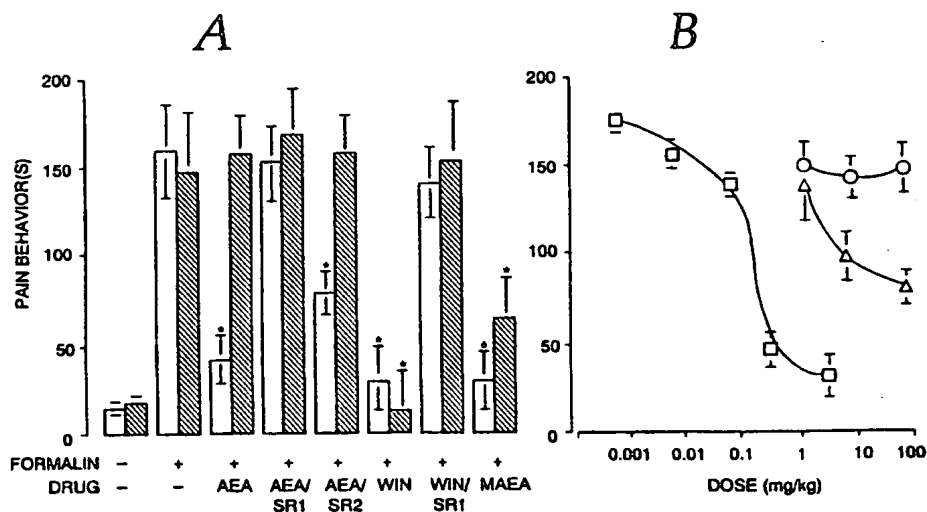 A
B
PAIN BEHAVIOR(S)
200
150
100
50
0
* * * * * *
FORMALIN - + + + + + + +
DRUG - - AEA AEA/SR1 AEA/SR2 WIN WIN/SR1 MAEA
200
150
100
50
0
0.001 0.01 0.1 1 10 100
DOSE (mg/kg)